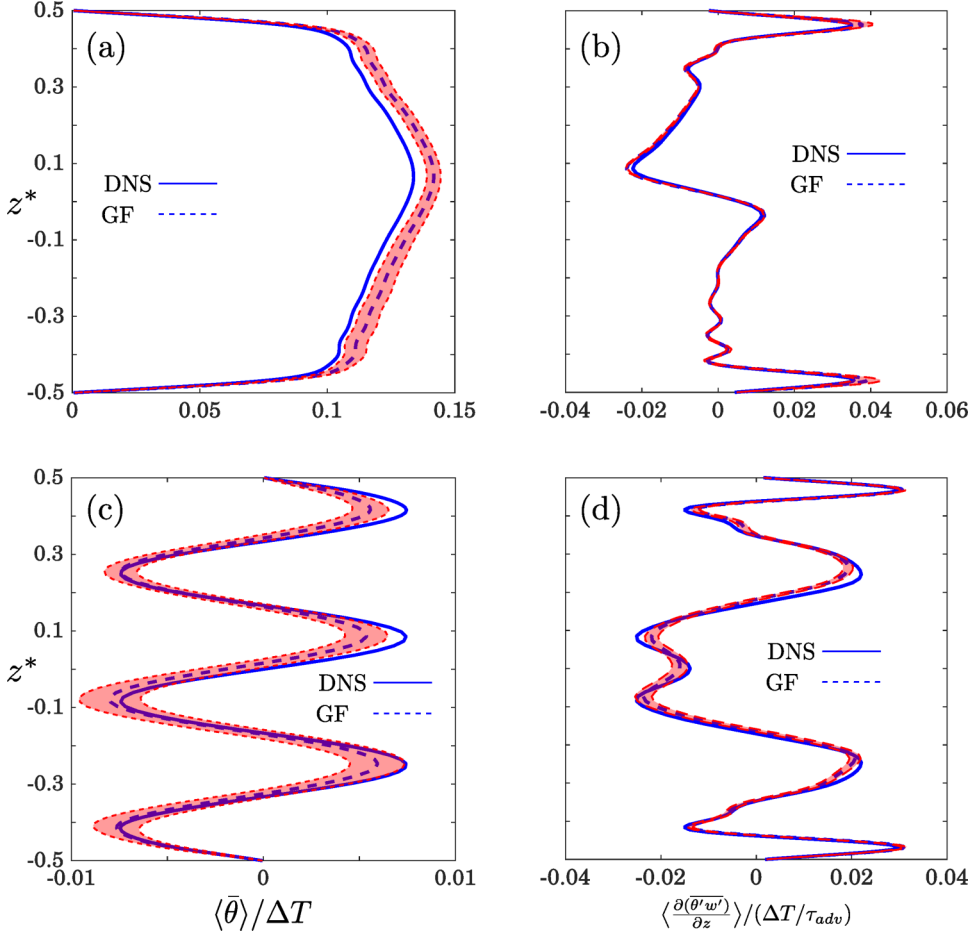 (a)
0.5
0.3
0.1
-0.1
-0.3
-0.5
z*
DNS
GF
0
0.05
0.1
0.15
(b)
DNS
GF
-0.04
-0.02
0
0.02
0.04
0.06
(c)
0.5
0.3
0.1
-0.1
-0.3
-0.5
z*
DNS
GF
-0.01
0
0.01
⟨θ̄⟩/ΔT
(d)
DNS
GF
-0.04
-0.02
0
0.02
0.04
⟨∂(θ′w′)‾/∂z⟩/(ΔT/τ_adv)